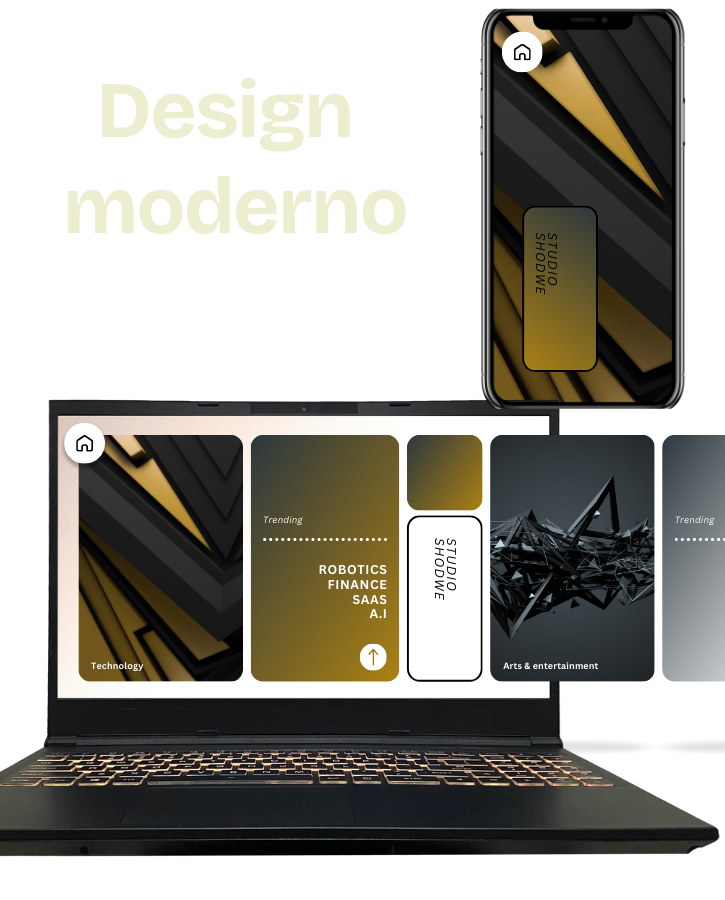 Design
moderno
STUDIO
SHODWE
Trending
ROBOTICS
FINANCE
SAAS
A.I
Technology
STUDIO
SHODWE
Arts & entertainment
Trending